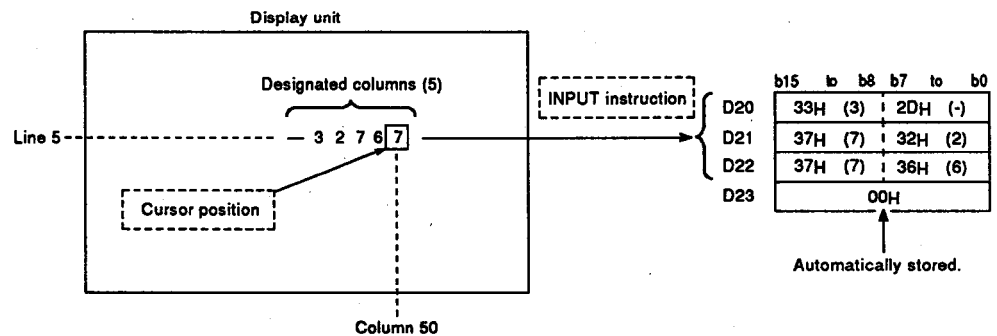 Display unit
Designated columns (5)
INPUT instruction
b15 to b8 b7 to b0
D20 33H (3) 2DH (-)
Line 5 — 3 2 7 6 7
D21 37H (7) 32H (2)
D22 37H (7) 36H (6)
D23 00H
Cursor position
Automatically stored.
Column 50